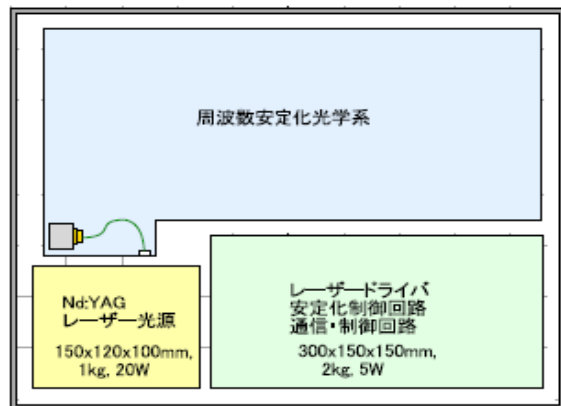 周波数安定化光学系
Nd:YAG
レーザー光源
150x120x100mm,
1kg, 20W
レーザードライバ
安定化制御回路
通信・制御回路
300x150x150mm,
2kg, 5W